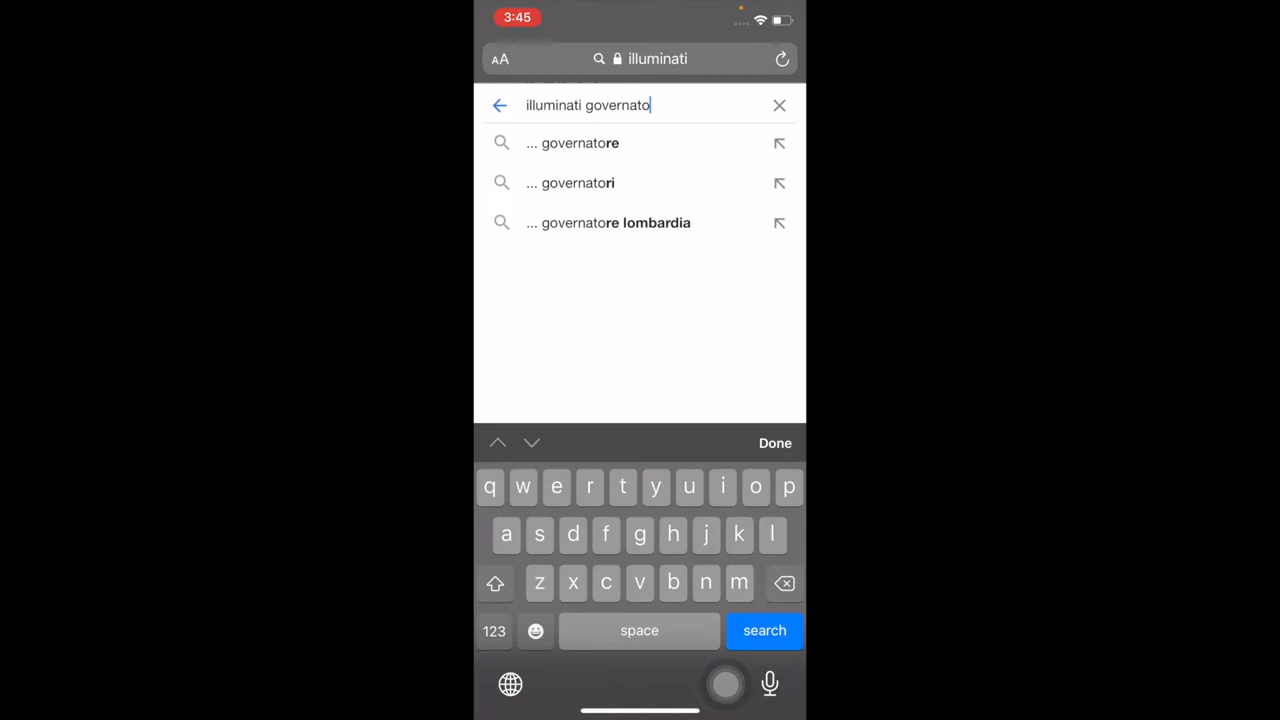 3:45
AA illuminati
illuminati governato
... governatore
... governatori
... governatore lombardia
Done
q w e r t y u i o p
a s d f g h j k l
z x c v b n m
123 space search